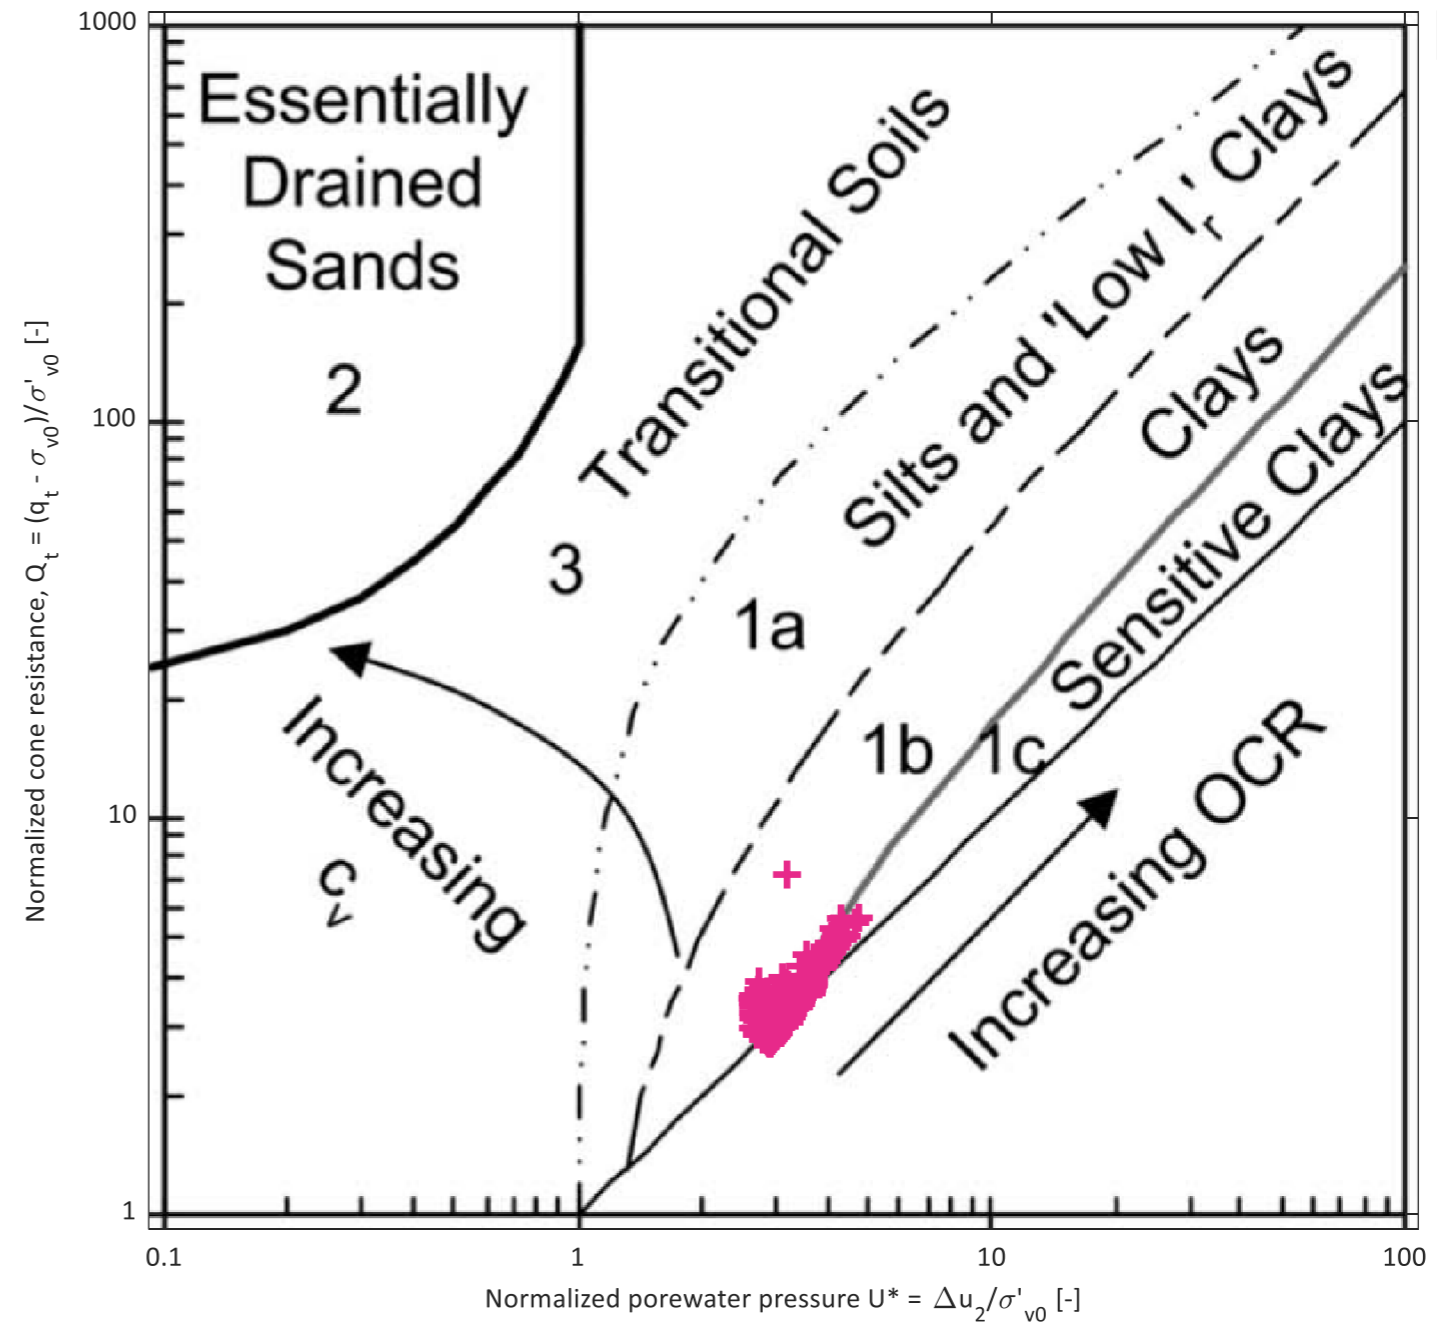 1000
100
10
1
Normalized cone resistance, Qt = (qt - σv0)/σ'v0 [-]
Essentially
Drained
Sands
2
Transitional Soils
3
Silts and 'Low Ir' Clays
1a
Clays
1b
Sensitive Clays
1c
Increasing
cv
Increasing OCR
0.1
1
10
100
Normalized porewater pressure U* = Δu2/σ'v0 [-]